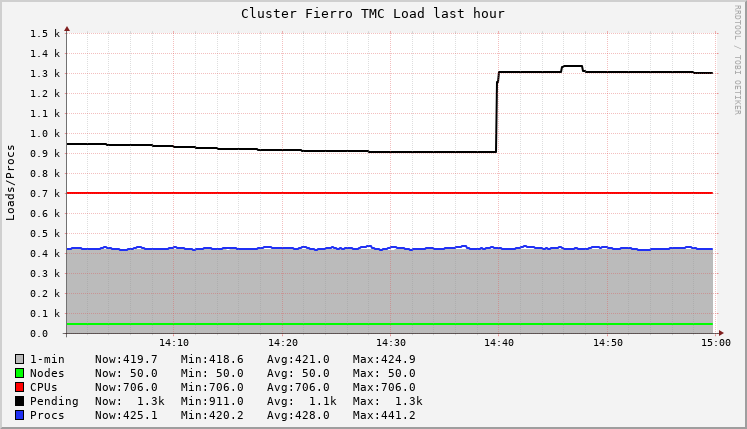 Cluster Fierro TMC Load last hour
RRDTOOL / TOBI OETIKER
Loads/Procs
1.5 k
1.4 k
1.3 k
1.2 k
1.1 k
1.0 k
0.9 k
0.8 k
0.7 k
0.6 k
0.5 k
0.4 k
0.3 k
0.2 k
0.1 k
0.0
14:10 14:20 14:30 14:40 14:50 15:00
1-min Now:419.7 Min:418.6 Avg:421.0 Max:424.9
Nodes Now: 50.0 Min: 50.0 Avg: 50.0 Max: 50.0
CPUs Now:706.0 Min:706.0 Avg:706.0 Max:706.0
Pending Now: 1.3k Min:911.0 Avg: 1.1k Max: 1.3k
Procs Now:425.1 Min:420.2 Avg:428.0 Max:441.2